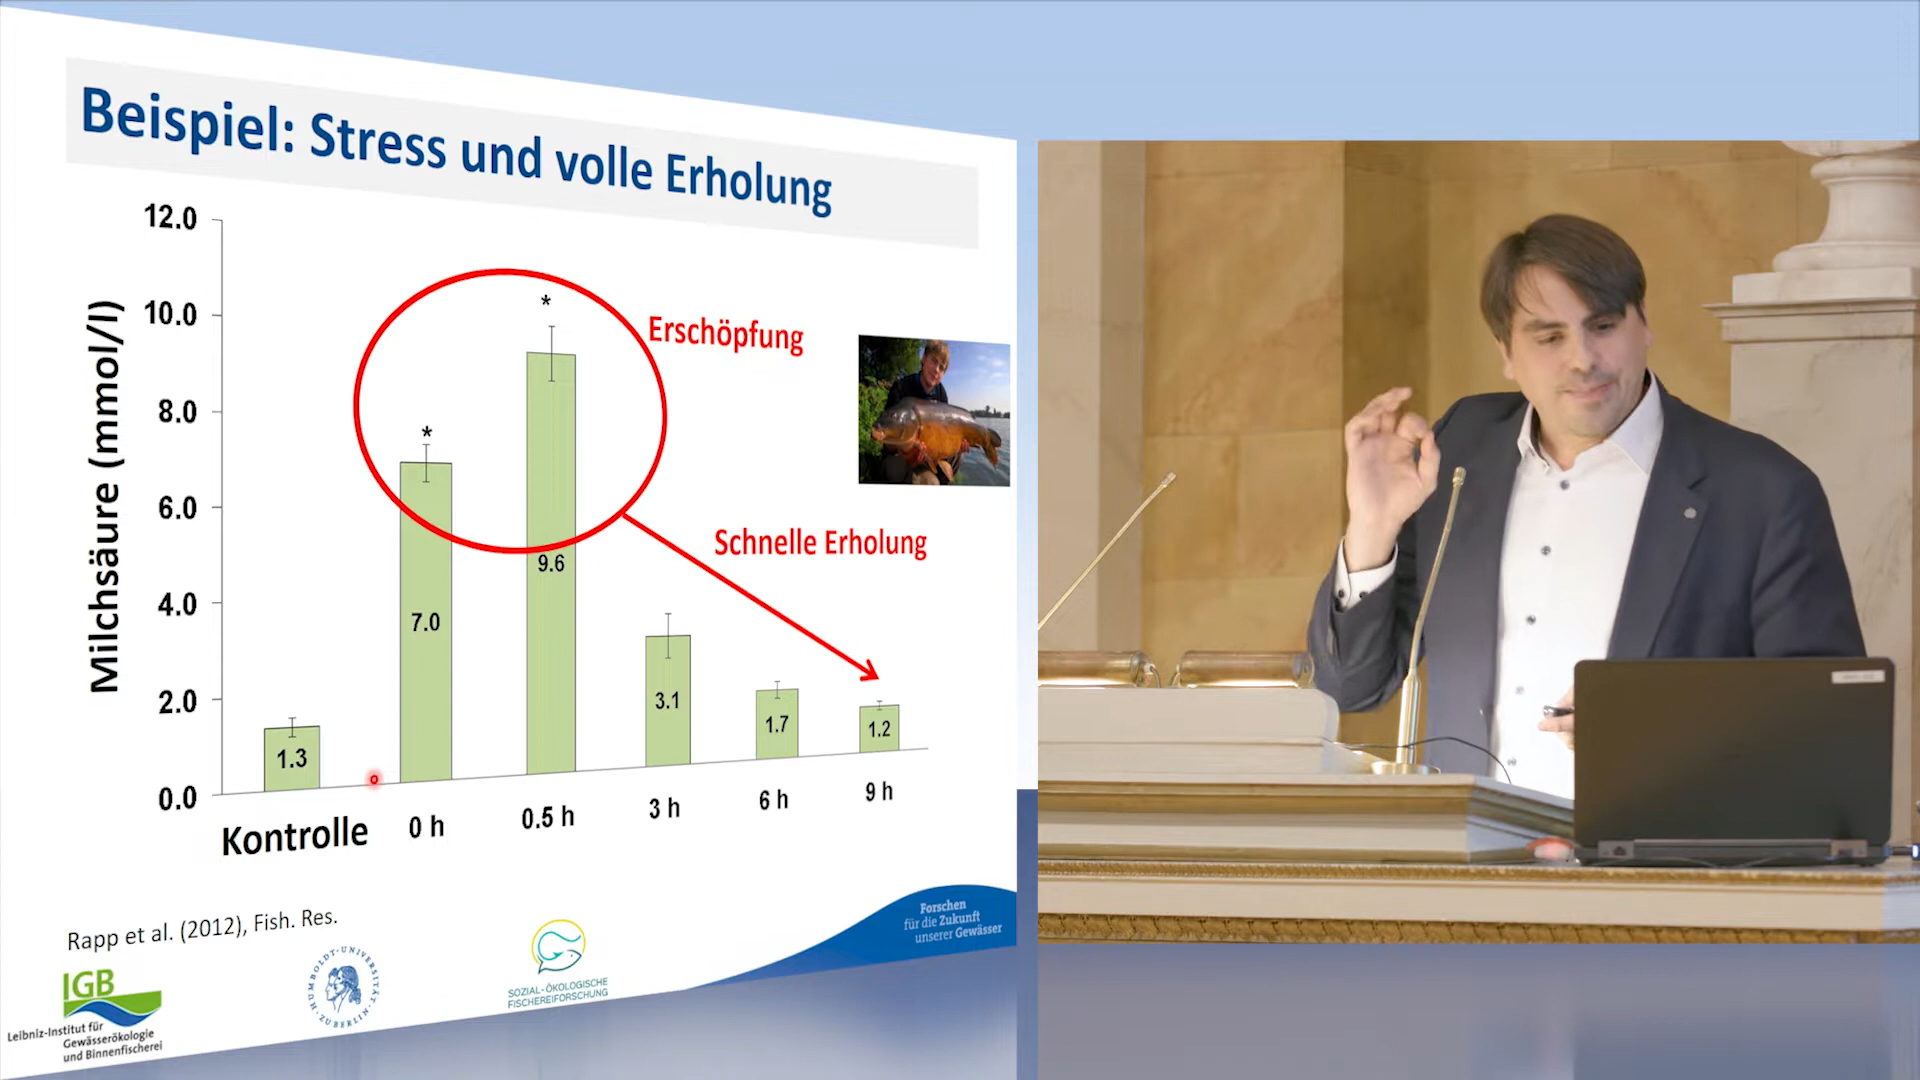 Beispiel: Stress und volle Erholung
12.0
10.0
8.0
6.0
4.0
2.0
0.0
Milchsäure (mmol/l)
*
*
Erschöpfung
Schnelle Erholung
1.3
7.0
9.6
3.1
1.7
1.2
Kontrolle
0 h
0.5 h
3 h
6 h
9 h
Rapp et al. (2012), Fish. Res.
IGB
Leibniz-Institut für
Gewässerökologie
und Binnenfischerei
HUMBOLDT-UNIVERSITÄT
ZU BERLIN
SOZIAL-ÖKOLOGISCHE
FISCHEREIFORSCHUNG
Forschen
für die Zukunft
unserer Gewässer